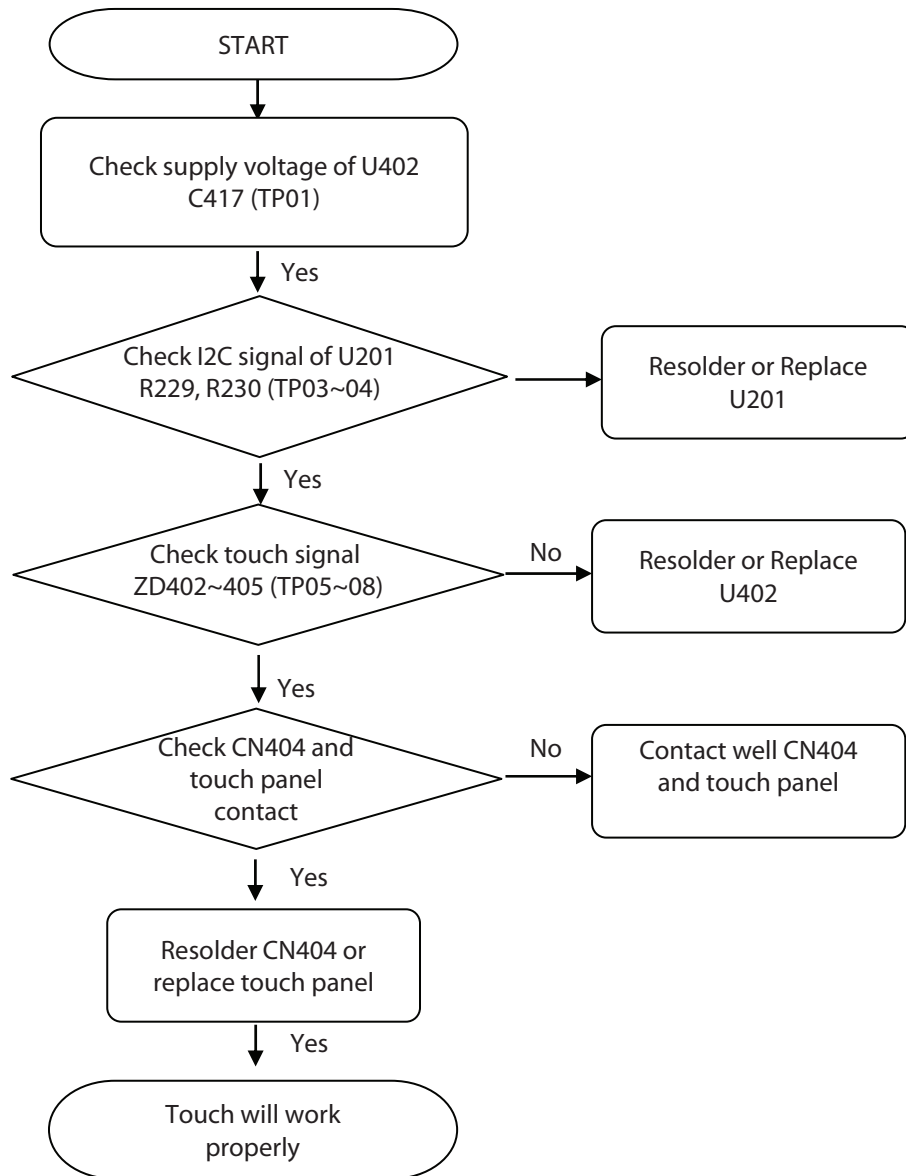 START
Check supply voltage of U402
C417 (TP01)
Yes
Check I2C signal of U201
R229, R230 (TP03~04)
Resolder or Replace
U201
Yes
Check touch signal
ZD402~405 (TP05~08)
No
Resolder or Replace
U402
Yes
Check CN404 and
touch panel
contact
No
Contact well CN404
and touch panel
Yes
Resolder CN404 or
replace touch panel
Yes
Touch will work
properly